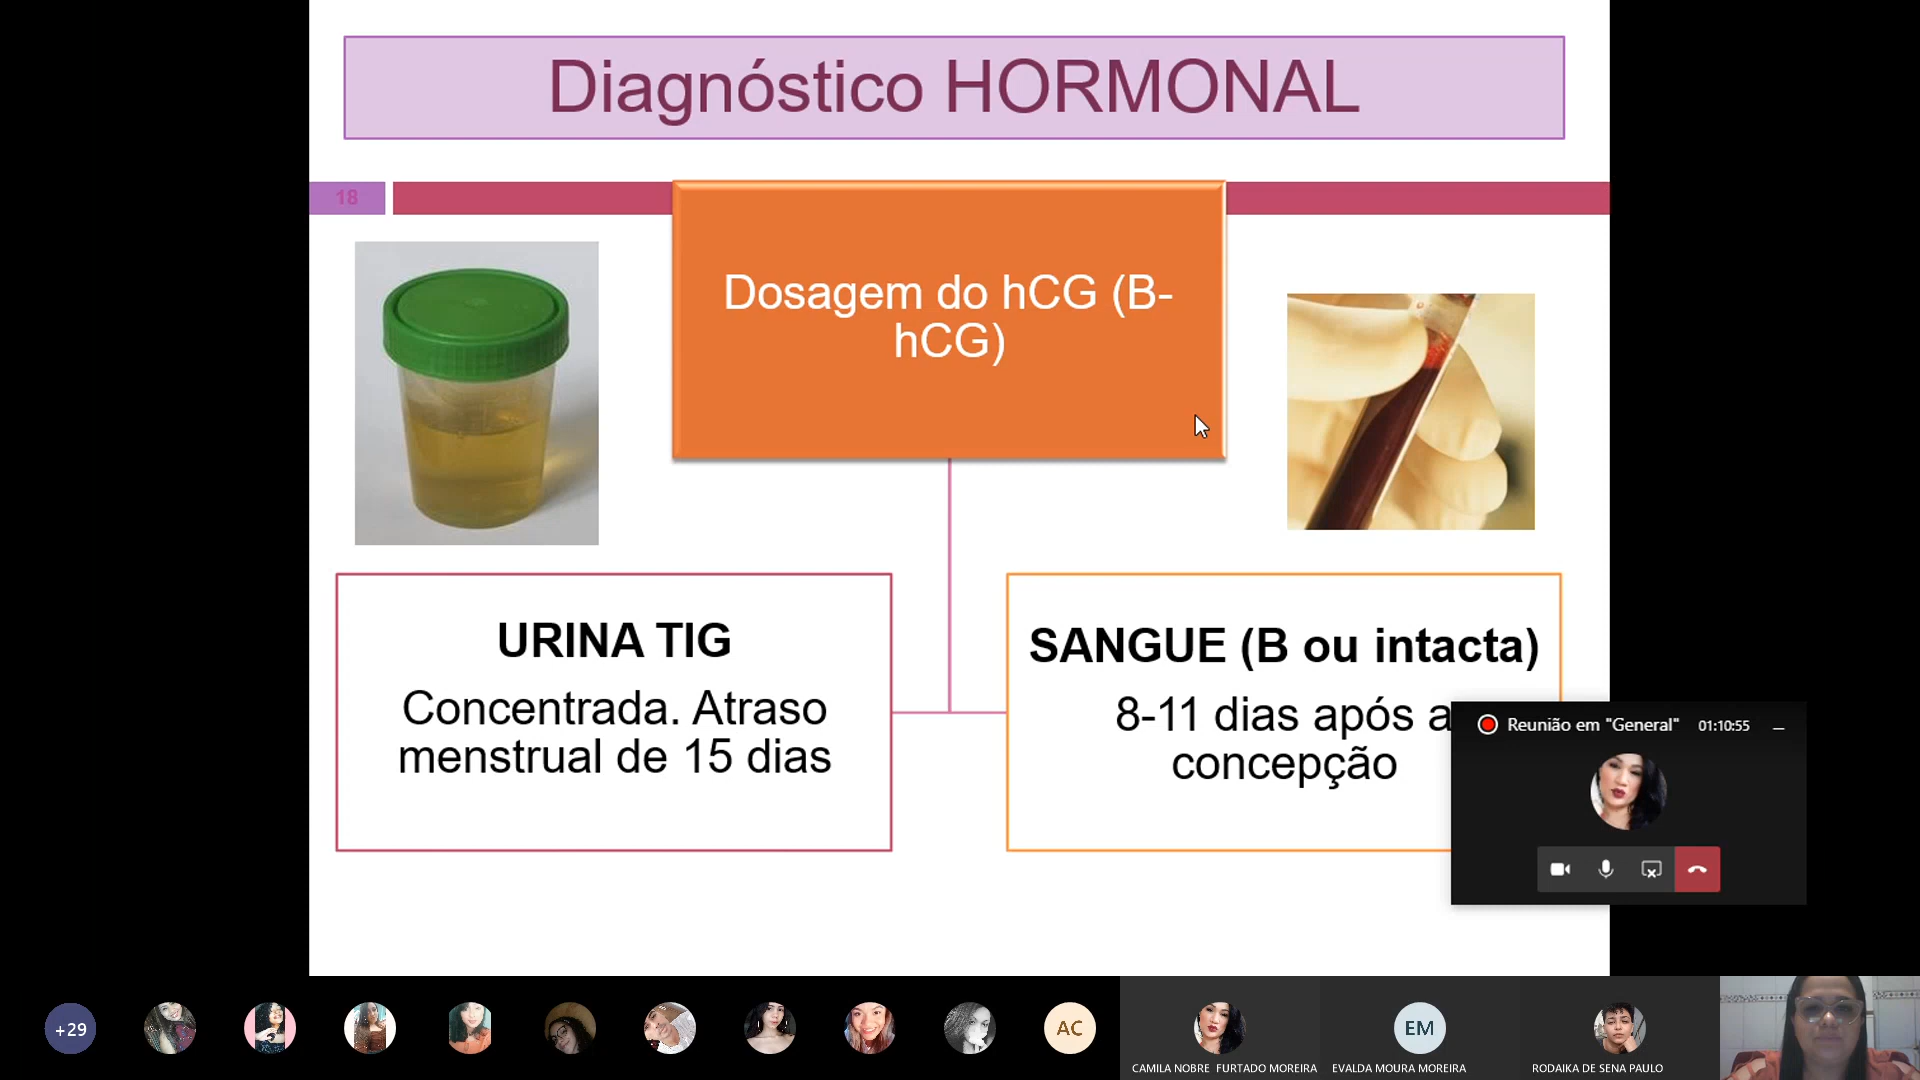 Diagnóstico HORMONAL
18
Dosagem do hCG (B-
hCG)
URINA TIG
Concentrada. Atraso
menstrual de 15 dias
SANGUE (B ou intacta)
8-11 dias após a
concepção
Reunião em "General" 01:10:55
+29
AC
EM
CAMILA NOBRE FURTADO MOREIRA
EVALDA MOURA MOREIRA
RODAIKA DE SENA PAULO